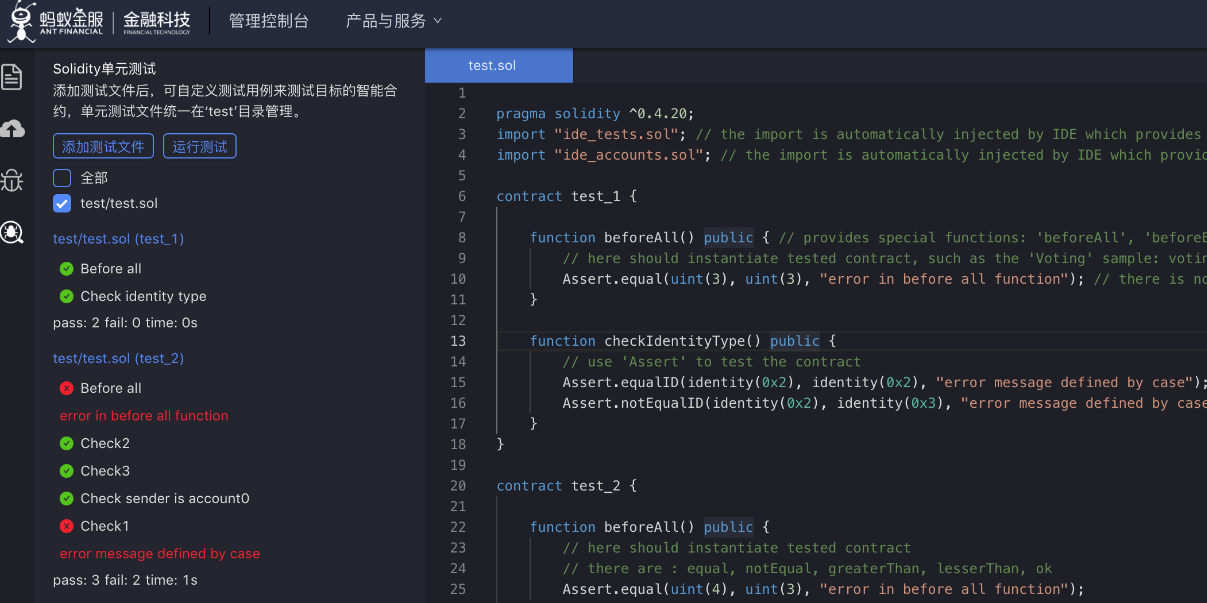 蚂蚁金服 金融科技
ANT FINANCIAL FINANCIAL TECHNOLOGY
管理控制台 产品与服务
Solidity单元测试
添加测试文件后，可自定义测试用例来测试目标的智能合
约，单元测试文件统一在'test'目录管理。
添加测试文件 运行测试
全部
test/test.sol
test/test.sol (test_1)
Before all
Check identity type
pass: 2 fail: 0 time: 0s
test/test.sol (test_2)
Before all
error in before all function
Check2
Check3
Check sender is account0
Check1
error message defined by case
pass: 3 fail: 2 time: 1s
test.sol
1
2 pragma solidity ^0.4.20;
3 import "ide_tests.sol"; // the import is automatically injected by IDE which provides
4 import "ide_accounts.sol"; // the import is automatically injected by IDE which
5
6 contract test_1 {
7
8 function beforeAll() public { // provides special functions: 'beforeAll',
9 // here should instantiate tested contract, such as the 'Voting' sample:
10 Assert.equal(uint(3), uint(3), "error in before all function"); // there is
11 }
12
13 function checkIdentityType() public {
14 // use 'Assert' to test the contract
15 Assert.equalID(identity(0x2), identity(0x2), "error message defined by case");
16 Assert.notEqualID(identity(0x2), identity(0x3), "error message defined by case
17 }
18 }
19
20 contract test_2 {
21
22 function beforeAll() public {
23 // here should instantiate tested contract
24 // there are : equal, notEqual, greaterThan, lesserThan, ok
25 Assert.equal(uint(4), uint(3), "error in before all function");